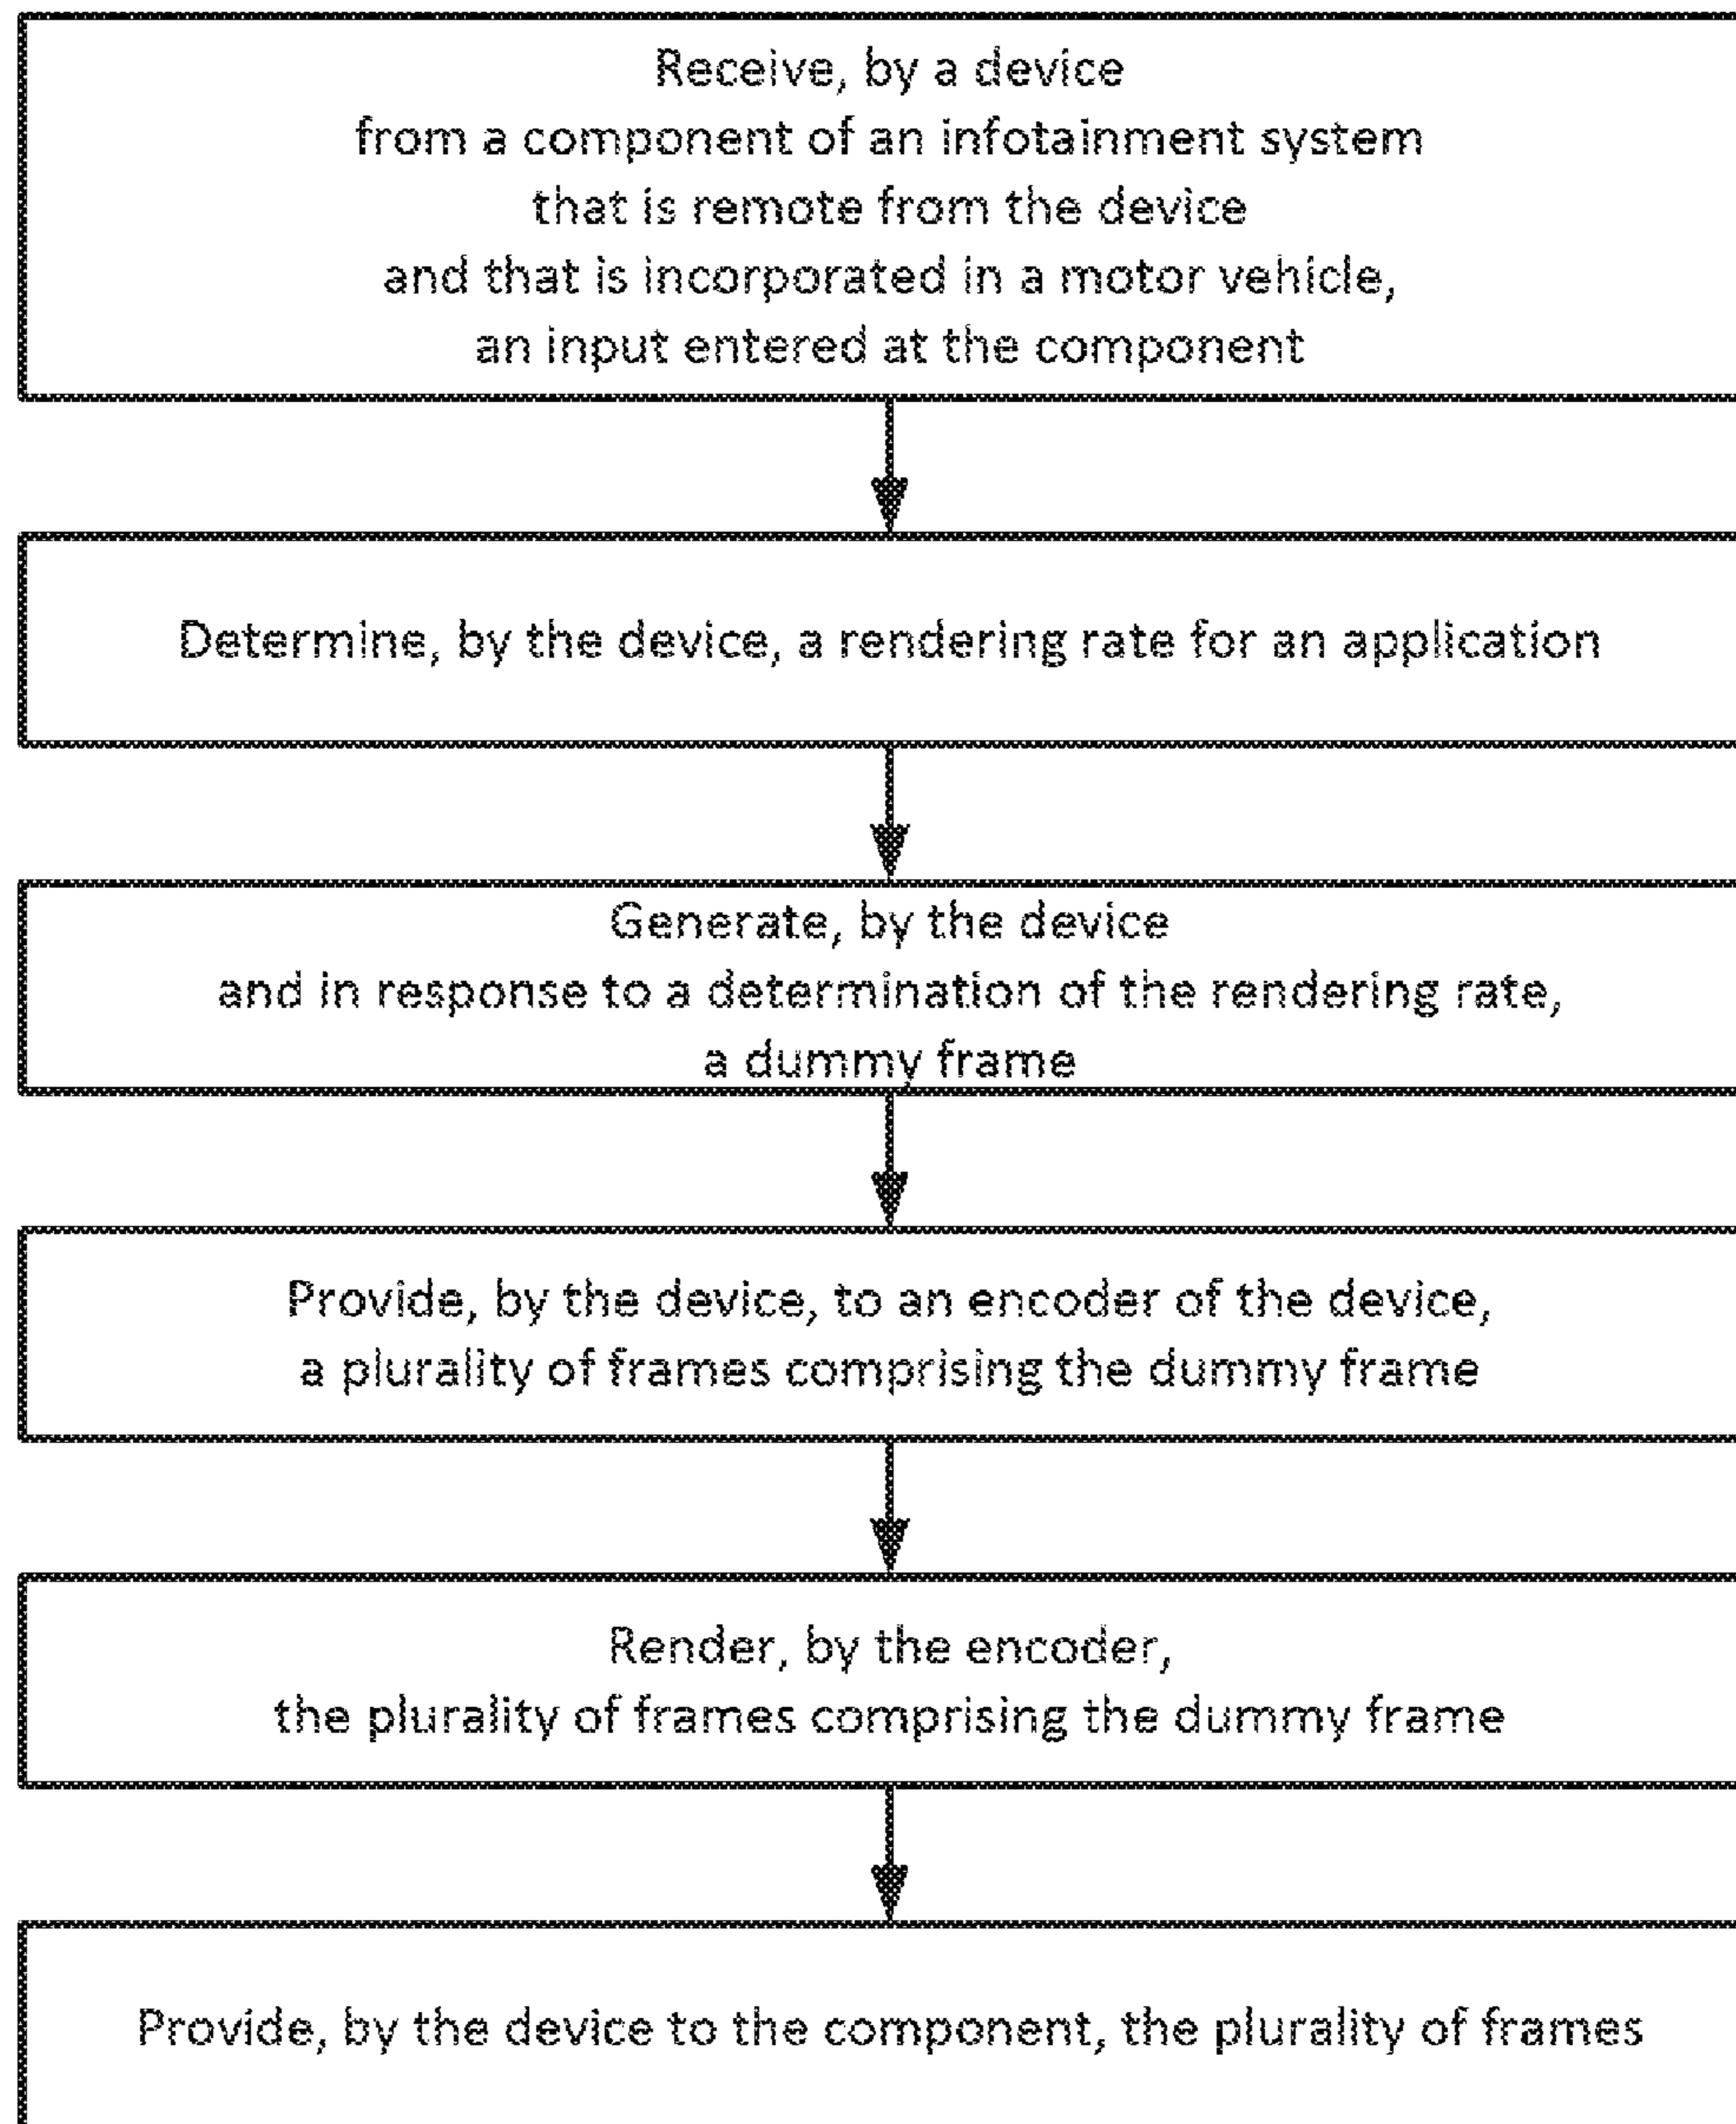 Receive, by a device
from a component of an infotainment system
that is remote from the device
and that is incorporated in a motor vehicle,
an input entered at the component
Determine, by the device, a rendering rate for an application
Generate, by the device
and in response to a determination of the rendering rate,
a dummy frame
Provide, by the device, to an encoder of the device,
a plurality of frames comprising the dummy frame
Render, by the encoder,
the plurality of frames comprising the dummy frame
Provide, by the device to the component, the plurality of frames